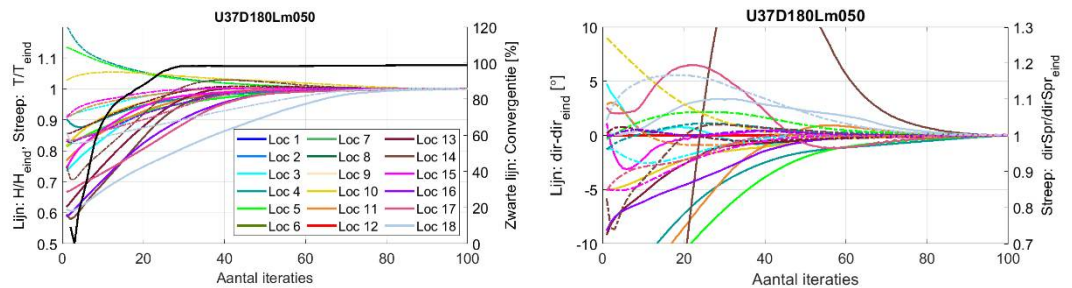 U37D180Lm050
Lijn: H/H_eind, Streep: T/T_eind
1.1
1
0.9
0.8
0.7
0.6
0.5
120
100
80
60
40
20
0
Zwarte lijn: Convergentie [%]
Loc 1 Loc 7 Loc 13
Loc 2 Loc 8 Loc 14
Loc 3 Loc 9 Loc 15
Loc 4 Loc 10 Loc 16
Loc 5 Loc 11 Loc 17
Loc 6 Loc 12 Loc 18
0 20 40 60 80 100
Aantal iteraties
U37D180Lm050
Lijn: dir-dir_eind [°]
10
5
0
-5
-10
1.3
1.2
1.1
1
0.9
0.8
0.7
Streep: dirSpr/dirSpr_eind
0 20 40 60 80 100
Aantal iteraties